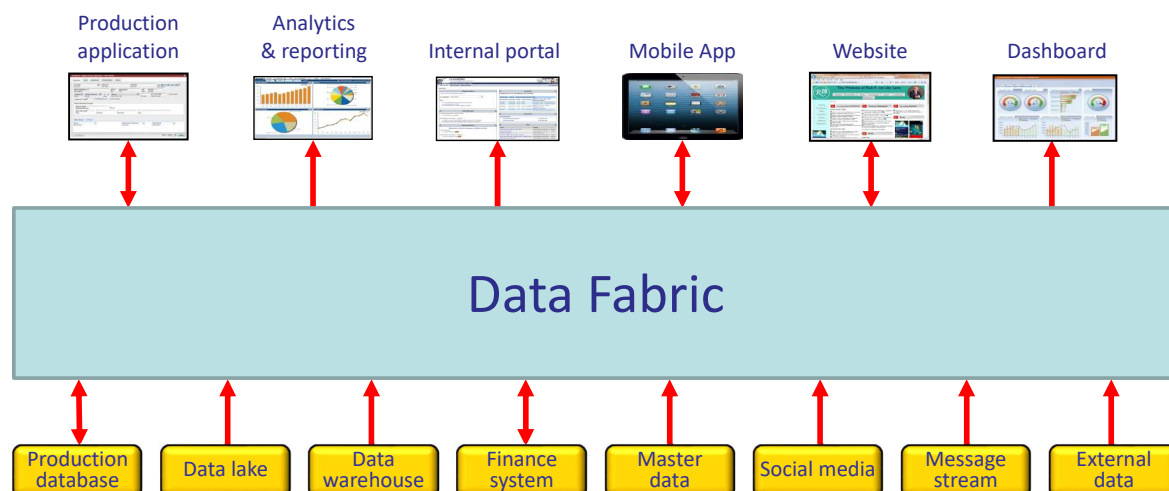 Production
application
Analytics
& reporting
Internal portal
Mobile App
Website
Dashboard
Data Fabric
Production
database
Data lake
Data
warehouse
Finance
system
Master
data
Social media
Message
stream
External
data